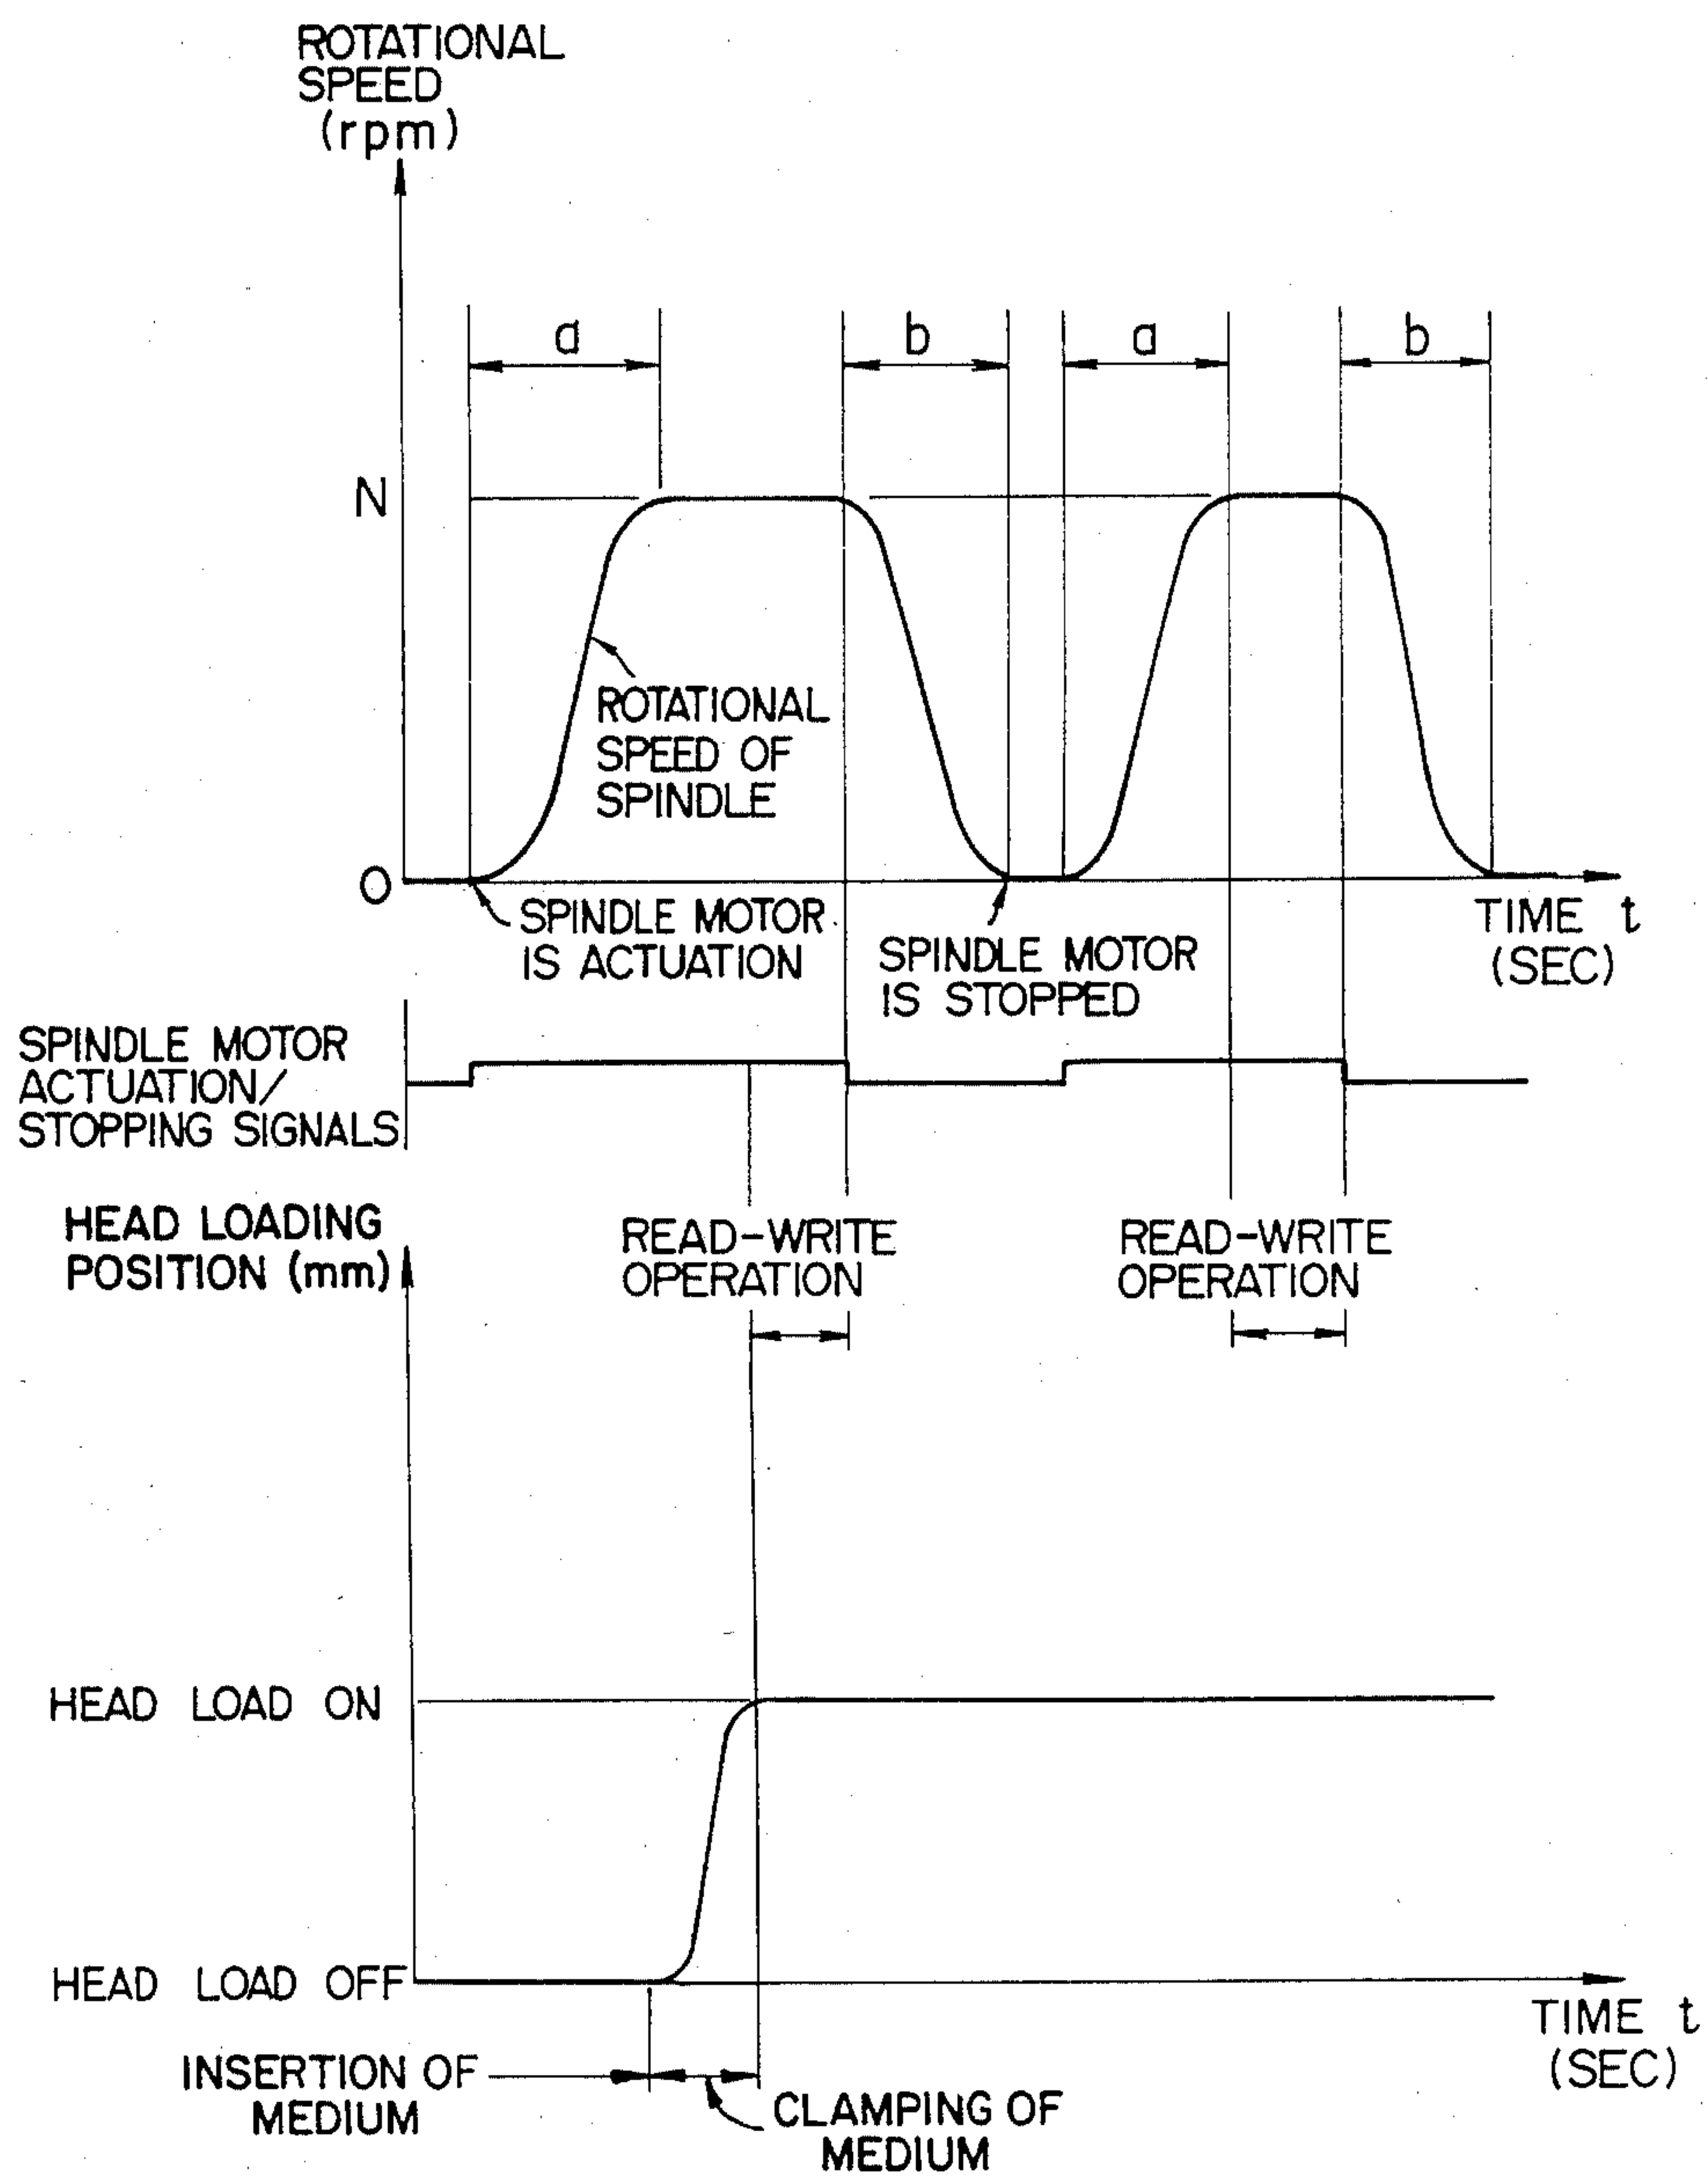 ROTATIONAL
SPEED
(rpm)
a
b
a
b
N
ROTATIONAL
SPEED OF
SPINDLE
O
SPINDLE MOTOR
IS ACTUATION
SPINDLE MOTOR
IS STOPPED
TIME t
(SEC)
SPINDLE MOTOR
ACTUATION/
STOPPING SIGNALS
HEAD LOADING
POSITION (mm)
READ-WRITE
OPERATION
READ-WRITE
OPERATION
HEAD LOAD ON
HEAD LOAD OFF
TIME t
(SEC)
INSERTION OF
MEDIUM
CLAMPING OF
MEDIUM